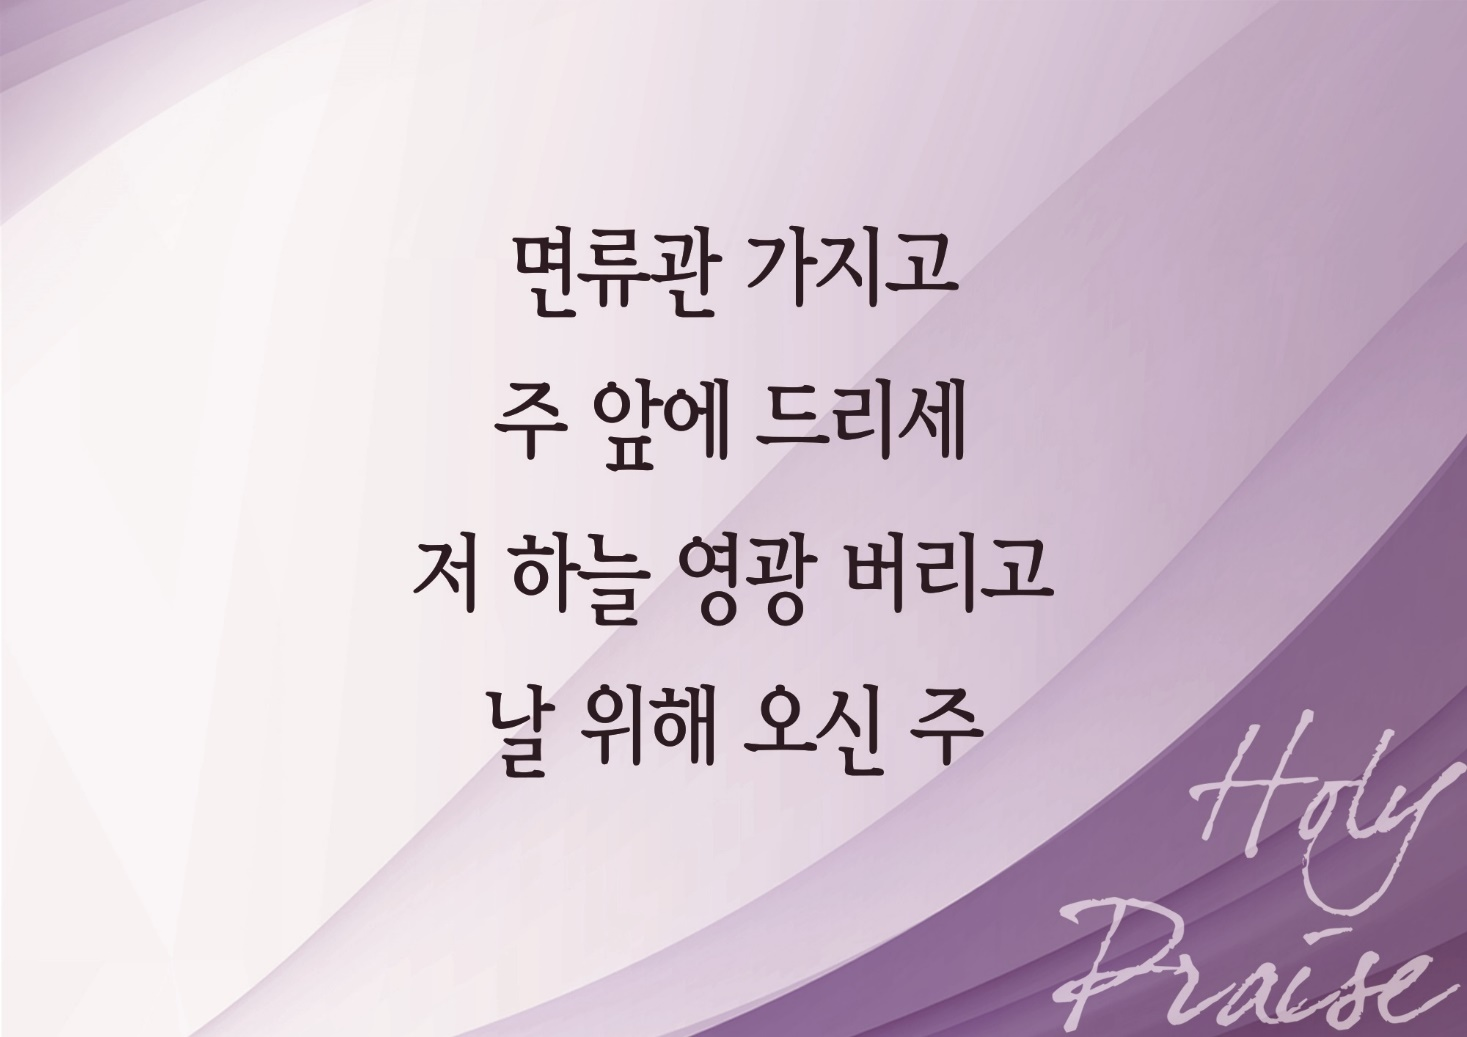 면류관 가지고
주 앞에 드리세
저 하늘 영광 버리고
날 위해 오신 주
Holy
Praise